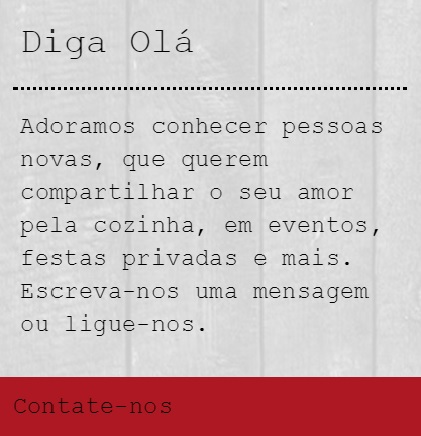 Diga Olá
Adoramos conhecer pessoas
novas, que querem
compartilhar o seu amor
pela cozinha, em eventos,
festas privadas e mais.
Escreva-nos uma mensagem
ou ligue-nos.
Contate-nos